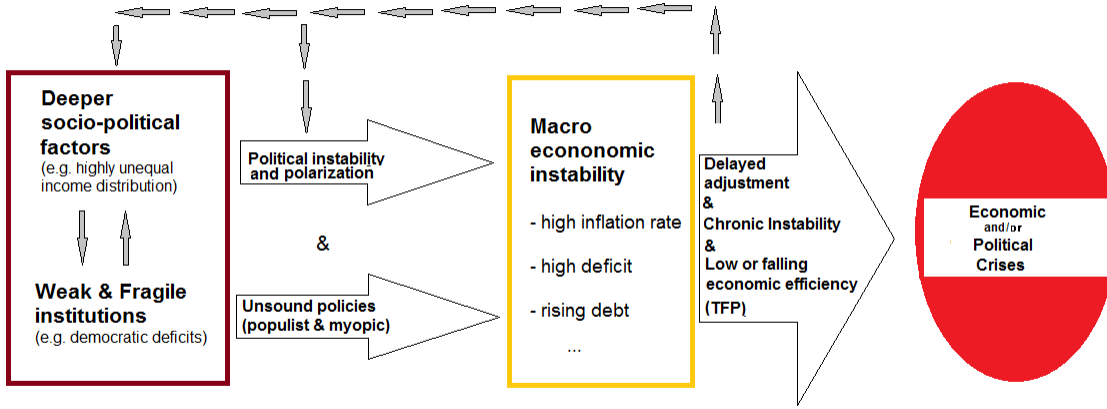 Deeper
socio-political
factors
(e.g. highly unequal
income distribution)
Weak & Fragile
institutions
(e.g. democratic deficits)
Political instability
and polarization
&
Unsound policies
(populist & myopic)
Macro
econonomic
instability
- high inflation rate
- high deficit
- rising debt
...
Delayed
adjustment
&
Chronic Instability
&
Low or falling
economic efficiency
(TFP)
Economic
and/or
Political
Crises